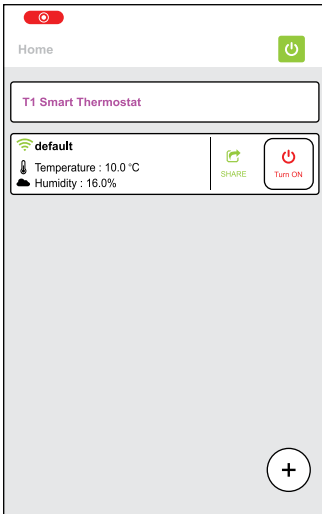 Home
T1 Smart Thermostat
default
Temperature : 10.0 °C
Humidity : 16.0%
SHARE
Turn ON
+